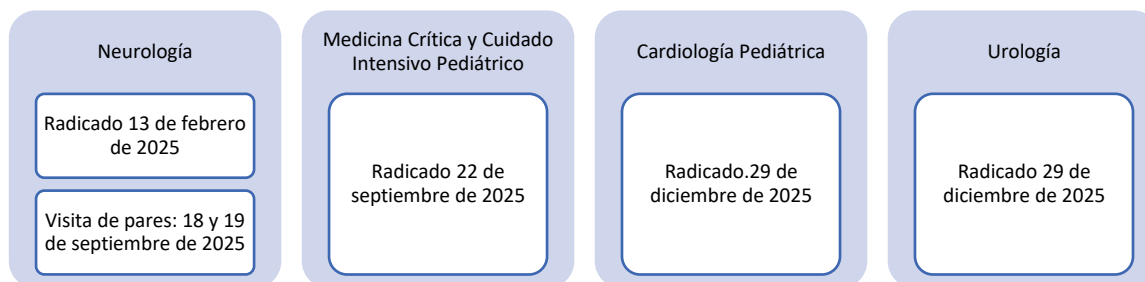 Neurología
Radicado 13 de febrero
de 2025
Visita de pares: 18 y 19
de septiembre de 2025
Medicina Crítica y Cuidado
Intensivo Pediátrico
Radicado 22 de
septiembre de 2025
Cardiología Pediátrica
Radicado.29 de
diciembre de 2025
Urología
Radicado 29 de
diciembre de 2025